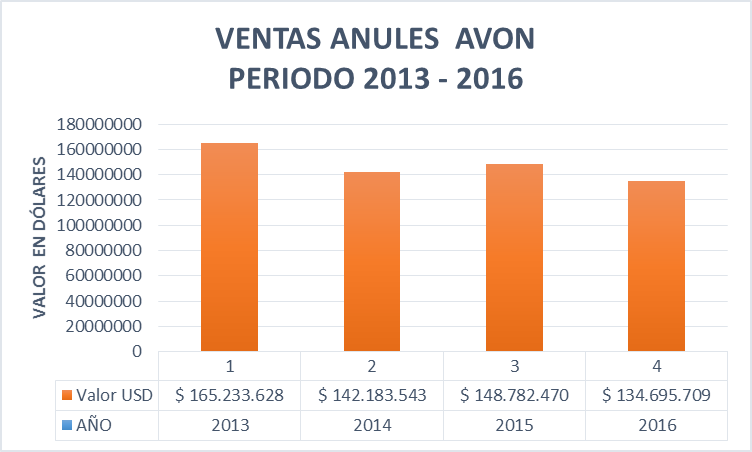 VENTAS ANULES  AVON
PERIODO 2013 - 2016
VALOR  EN DÓLARES
180000000
160000000
140000000
120000000
100000000
80000000
60000000
40000000
20000000
0
1 2 3 4
Valor USD $ 165.233.628 $ 142.183.543 $ 148.782.470 $ 134.695.709
AÑO 2013 2014 2015 2016